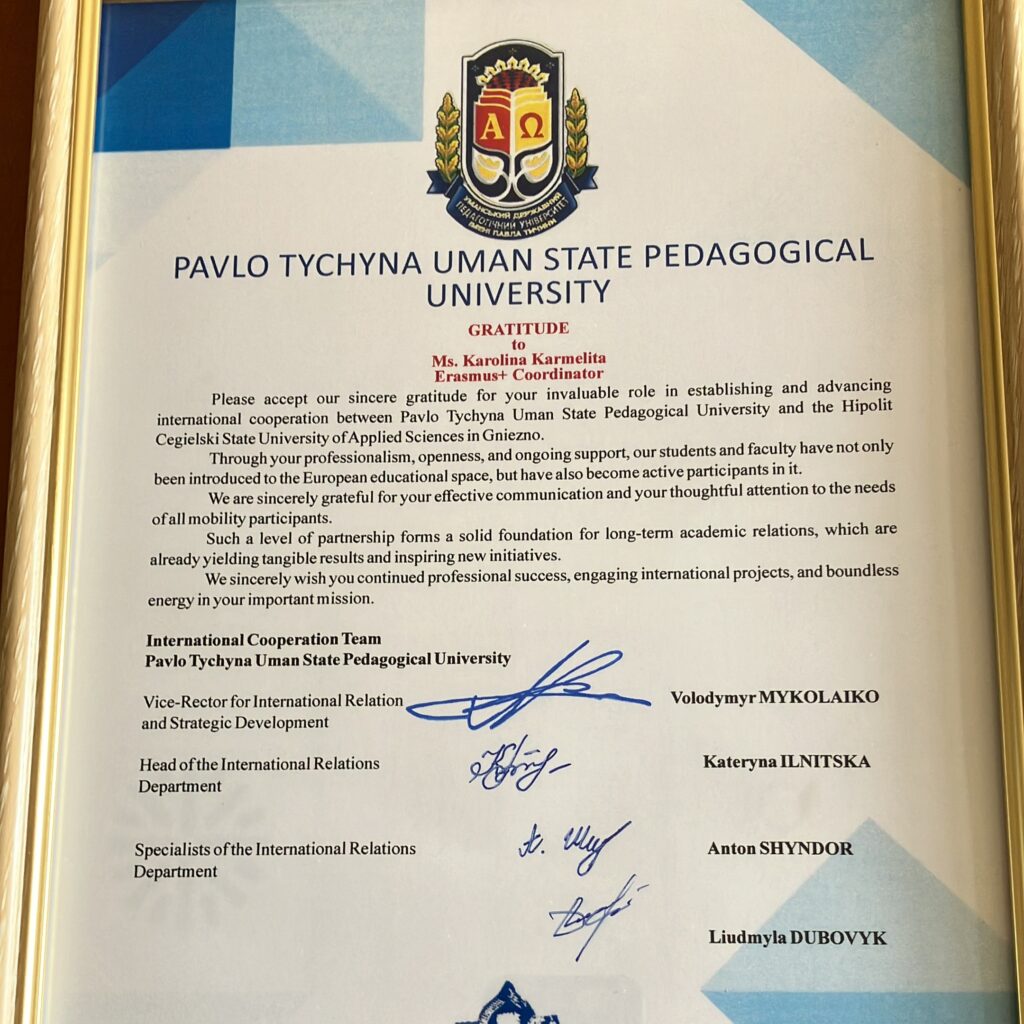 Α Ω
УМАНСЬКИЙ ДЕРЖАВНИЙ
ПЕДАГОГІЧНИЙ УНІВЕРСИТЕТ
ІМЕНІ ПАВЛА ТИЧИНИ
PAVLO TYCHYNA UMAN STATE PEDAGOGICAL
UNIVERSITY
GRATITUDE
to
Ms. Karolina Karmelita
Erasmus+ Coordinator
Please accept our sincere gratitude for your invaluable role in establishing and advancing
international cooperation between Pavlo Tychyna Uman State Pedagogical University and the Hipolit
Cegielski State University of Applied Sciences in Gniezno.
Through your professionalism, openness, and ongoing support, our students and faculty have not only
been introduced to the European educational space, but have also become active participants in it.
We are sincerely grateful for your effective communication and your thoughtful attention to the needs
of all mobility participants.
Such a level of partnership forms a solid foundation for long-term academic relations, which are
already yielding tangible results and inspiring new initiatives.
We sincerely wish you continued professional success, engaging international projects, and boundless
energy in your important mission.
International Cooperation Team
Pavlo Tychyna Uman State Pedagogical University
Vice-Rector for International Relation
and Strategic Development
Volodymyr MYKOLAIKO
Head of the International Relations
Department
Kateryna ILNITSKA
Specialists of the International Relations
Department
Anton SHYNDOR
Liudmyla DUBOVYK